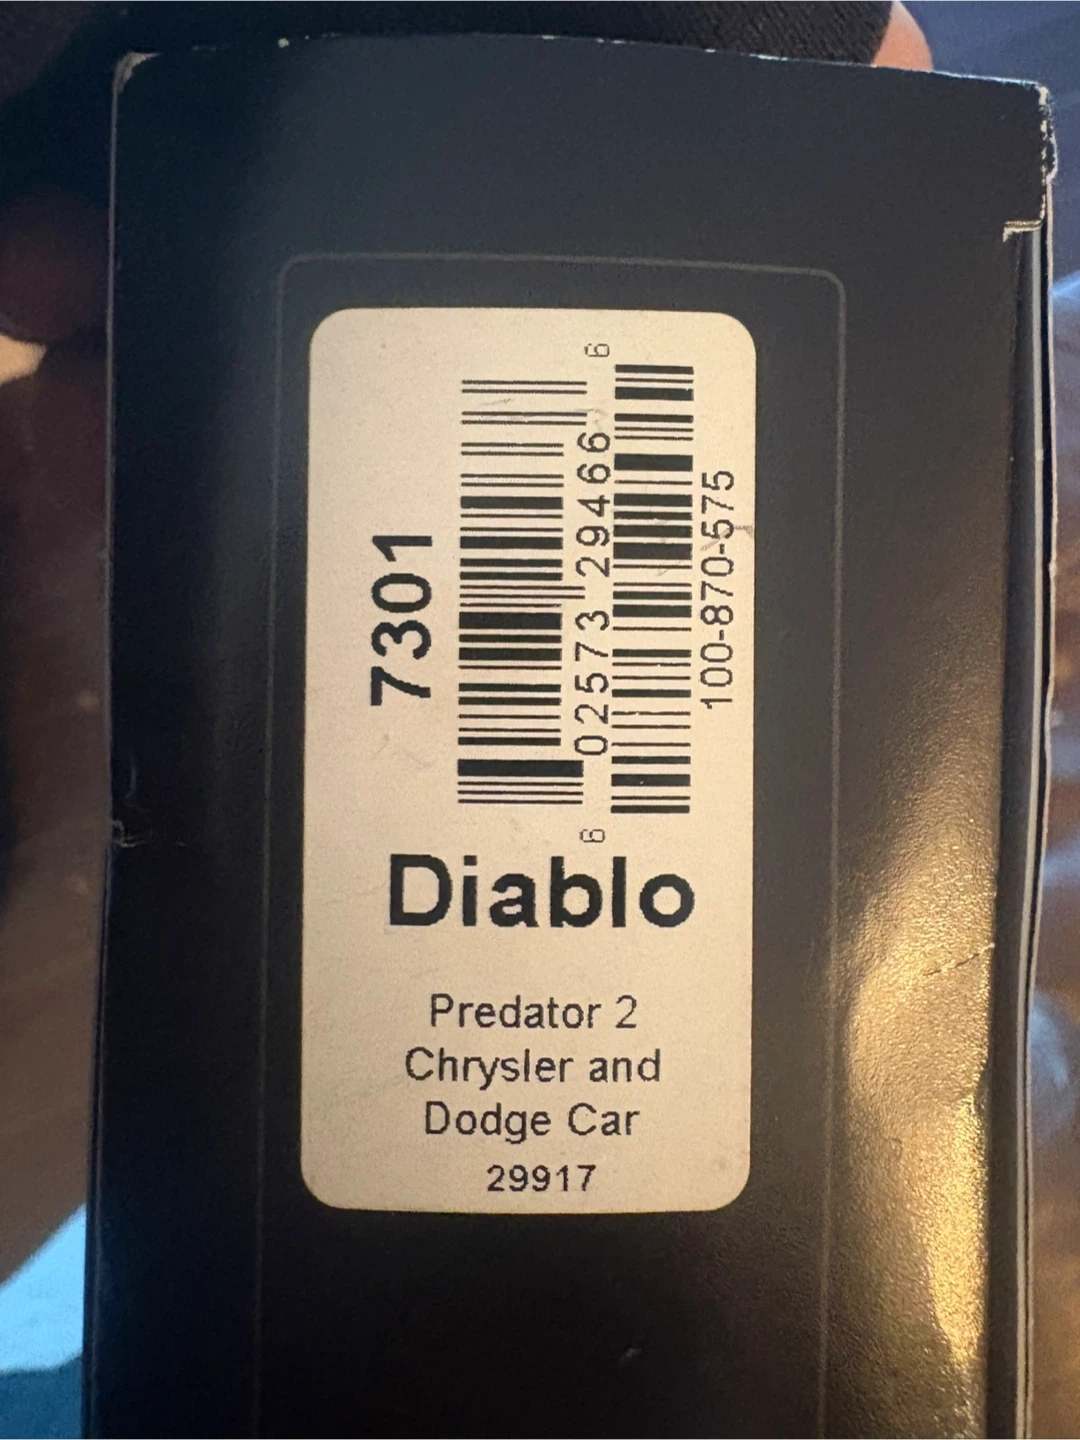 7301
6 02573 29466 6
100-870-575
Diablo
Predator 2
Chrysler and
Dodge Car
29917